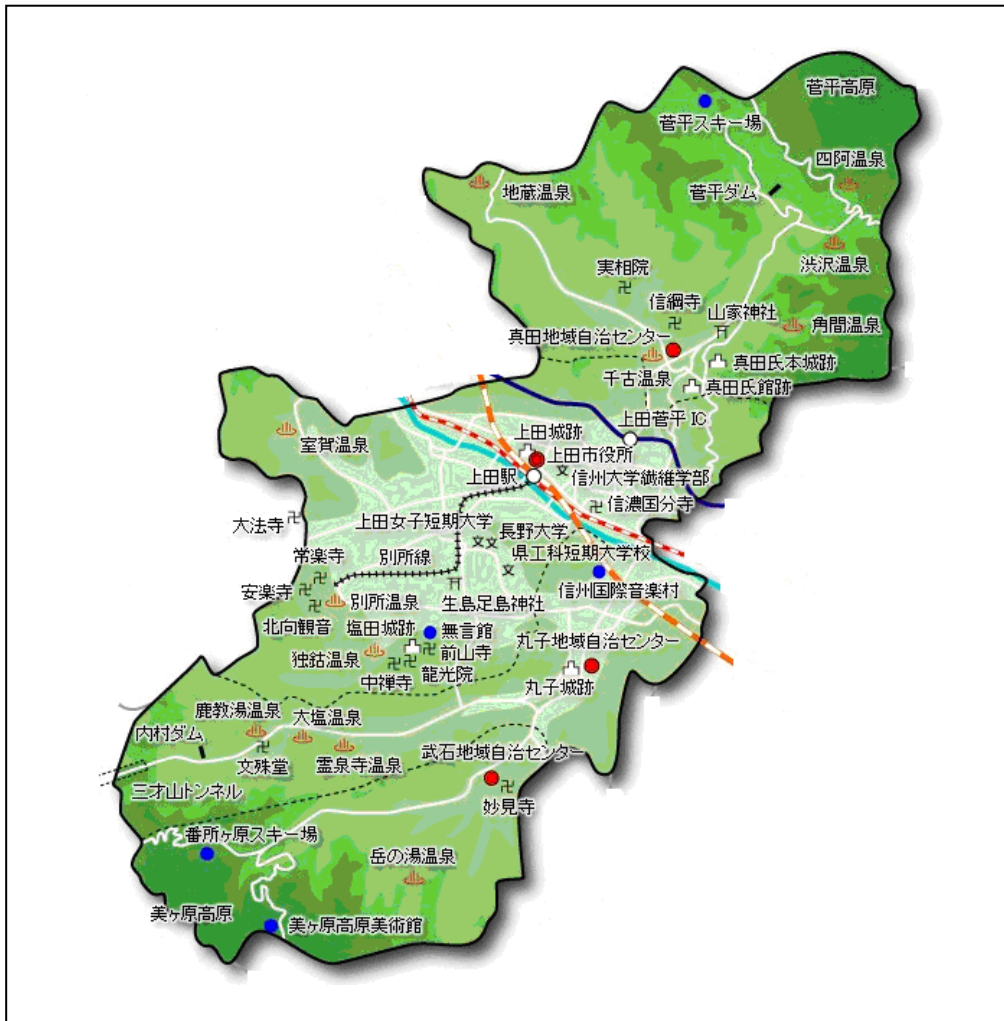 菅平高原
菅平スキー場
四阿温泉
地蔵温泉
菅平ダム
渋沢温泉
実相院
信綱寺
山家神社
角間温泉
真田地域自治センター
千古温泉
真田氏本城跡
真田氏館跡
上田菅平IC
室賀温泉
上田城跡
上田市役所
上田駅
信州大学繊維学部
信濃国分寺
大法寺
上田女子短期大学
長野大学
県工科短期大学校
常楽寺
別所線
安楽寺
別所温泉
生島足島神社
信州国際音楽村
北向観音
塩田城跡
無言館
丸子地域自治センター
独鈷温泉
前山寺
中禅寺
龍光院
丸子城跡
鹿教湯温泉
大塩温泉
内村ダム
文殊堂
霊泉寺温泉
武石地域自治センター
三才山トンネル
妙見寺
番所ヶ原スキー場
岳の湯温泉
美ヶ原高原
美ヶ原高原美術館